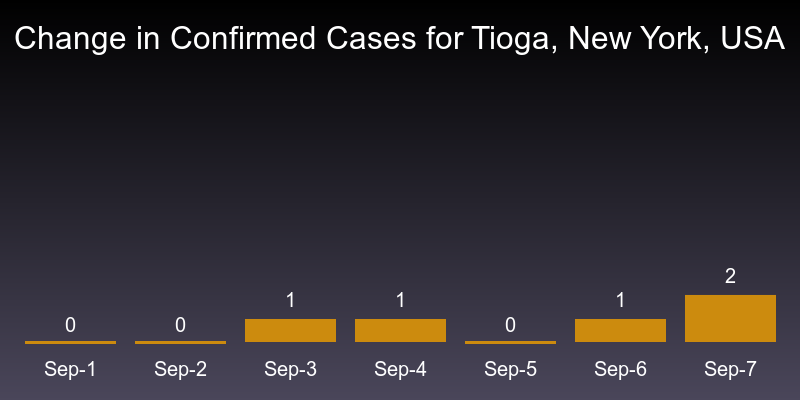 Change in Confirmed Cases for Tioga, New York, USA
0 0 1 1 0 1 2
Sep-1 Sep-2 Sep-3 Sep-4 Sep-5 Sep-6 Sep-7